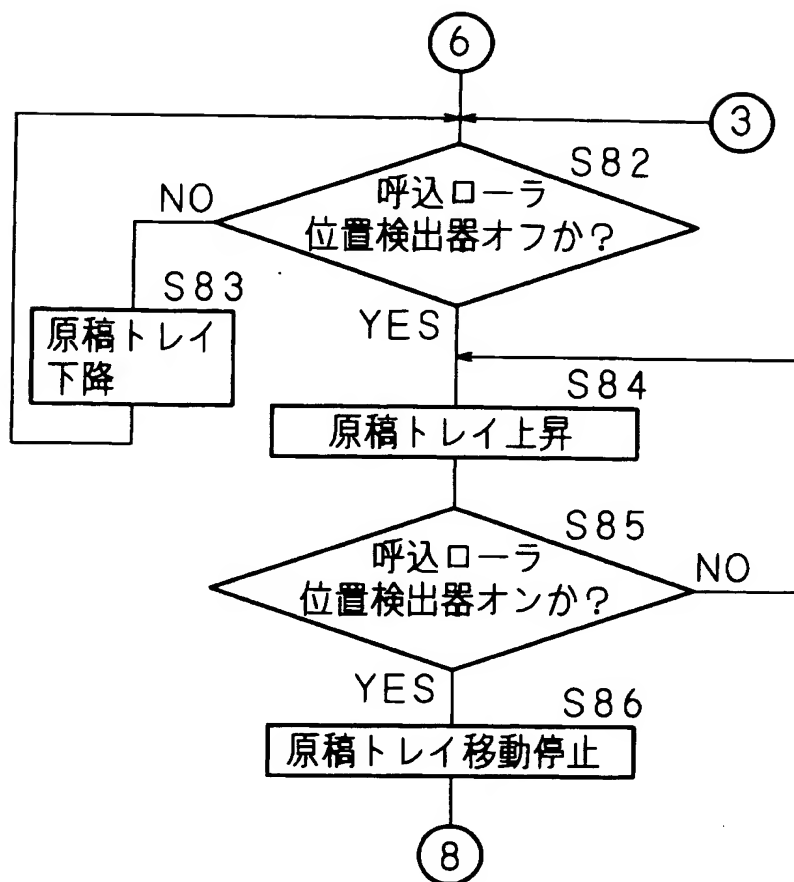 6
3
S82
呼込ローラ
位置検出器オフか?
NO
YES
S83
原稿トレイ
下降
S84
原稿トレイ上昇
S85
呼込ローラ
位置検出器オンか?
NO
YES
S86
原稿トレイ移動停止
8